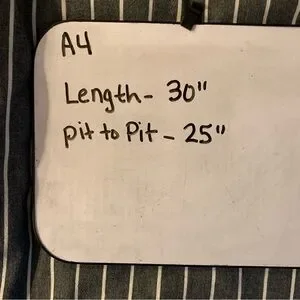 A4
Length - 30"
pit to Pit - 25"